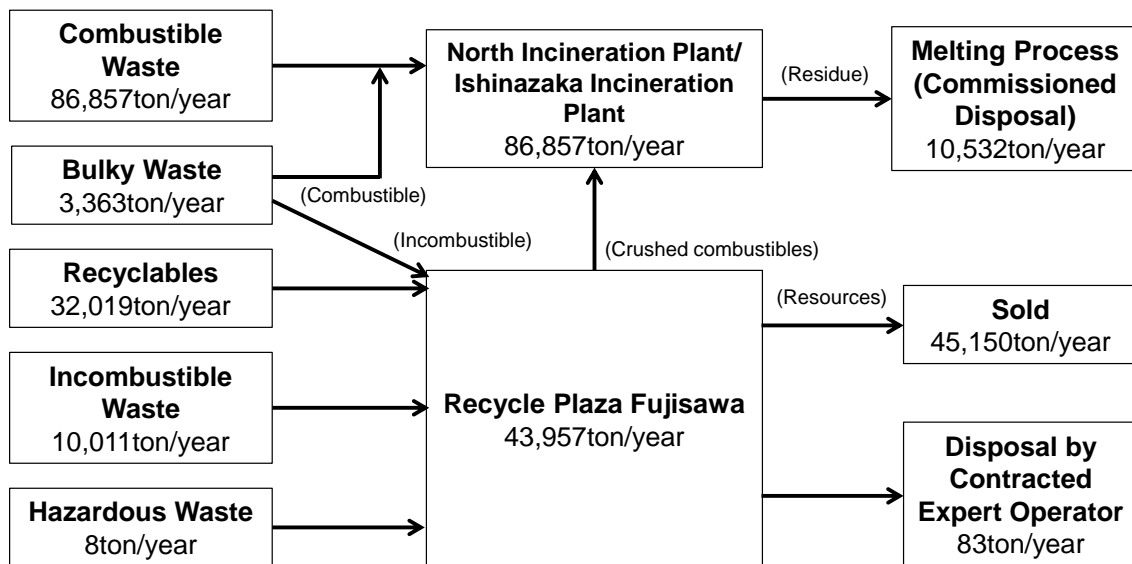 Combustible
Waste
86,857ton/year
Bulky Waste
3,363ton/year
Recyclables
32,019ton/year
Incombustible
Waste
10,011ton/year
Hazardous Waste
8ton/year
(Combustible)
(Incombustible)
North Incineration Plant/
Ishinazaka Incineration
Plant
86,857ton/year
(Crushed combustibles)
Recycle Plaza Fujisawa
43,957ton/year
(Residue)
(Resources)
Melting Process
(Commissioned
Disposal)
10,532ton/year
Sold
45,150ton/year
Disposal by
Contracted
Expert Operator
83ton/year